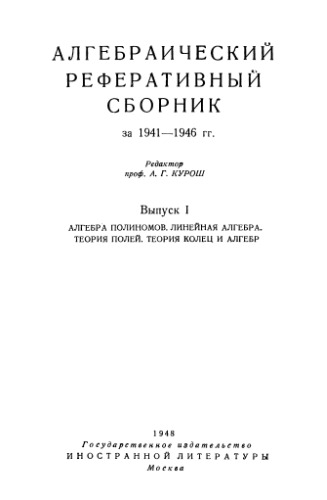 АЛГЕБРАИЧЕСКИЙ
РЕФЕРАТИВНЫЙ
СБОРНИК
за 1941—1946 гг.
Редактор
проф. А. Г. КУРОШ
Выпуск I
АЛГЕБРА ПОЛИНОМОВ. ЛИНЕЙНАЯ АЛГЕБРА.
ТЕОРИЯ ПОЛЕЙ. ТЕОРИЯ КОЛЕЦ И АЛГЕБР
1948
Государственное издательство
ИНОСТРАННОЙ ЛИТЕРАТУРЫ
Москва